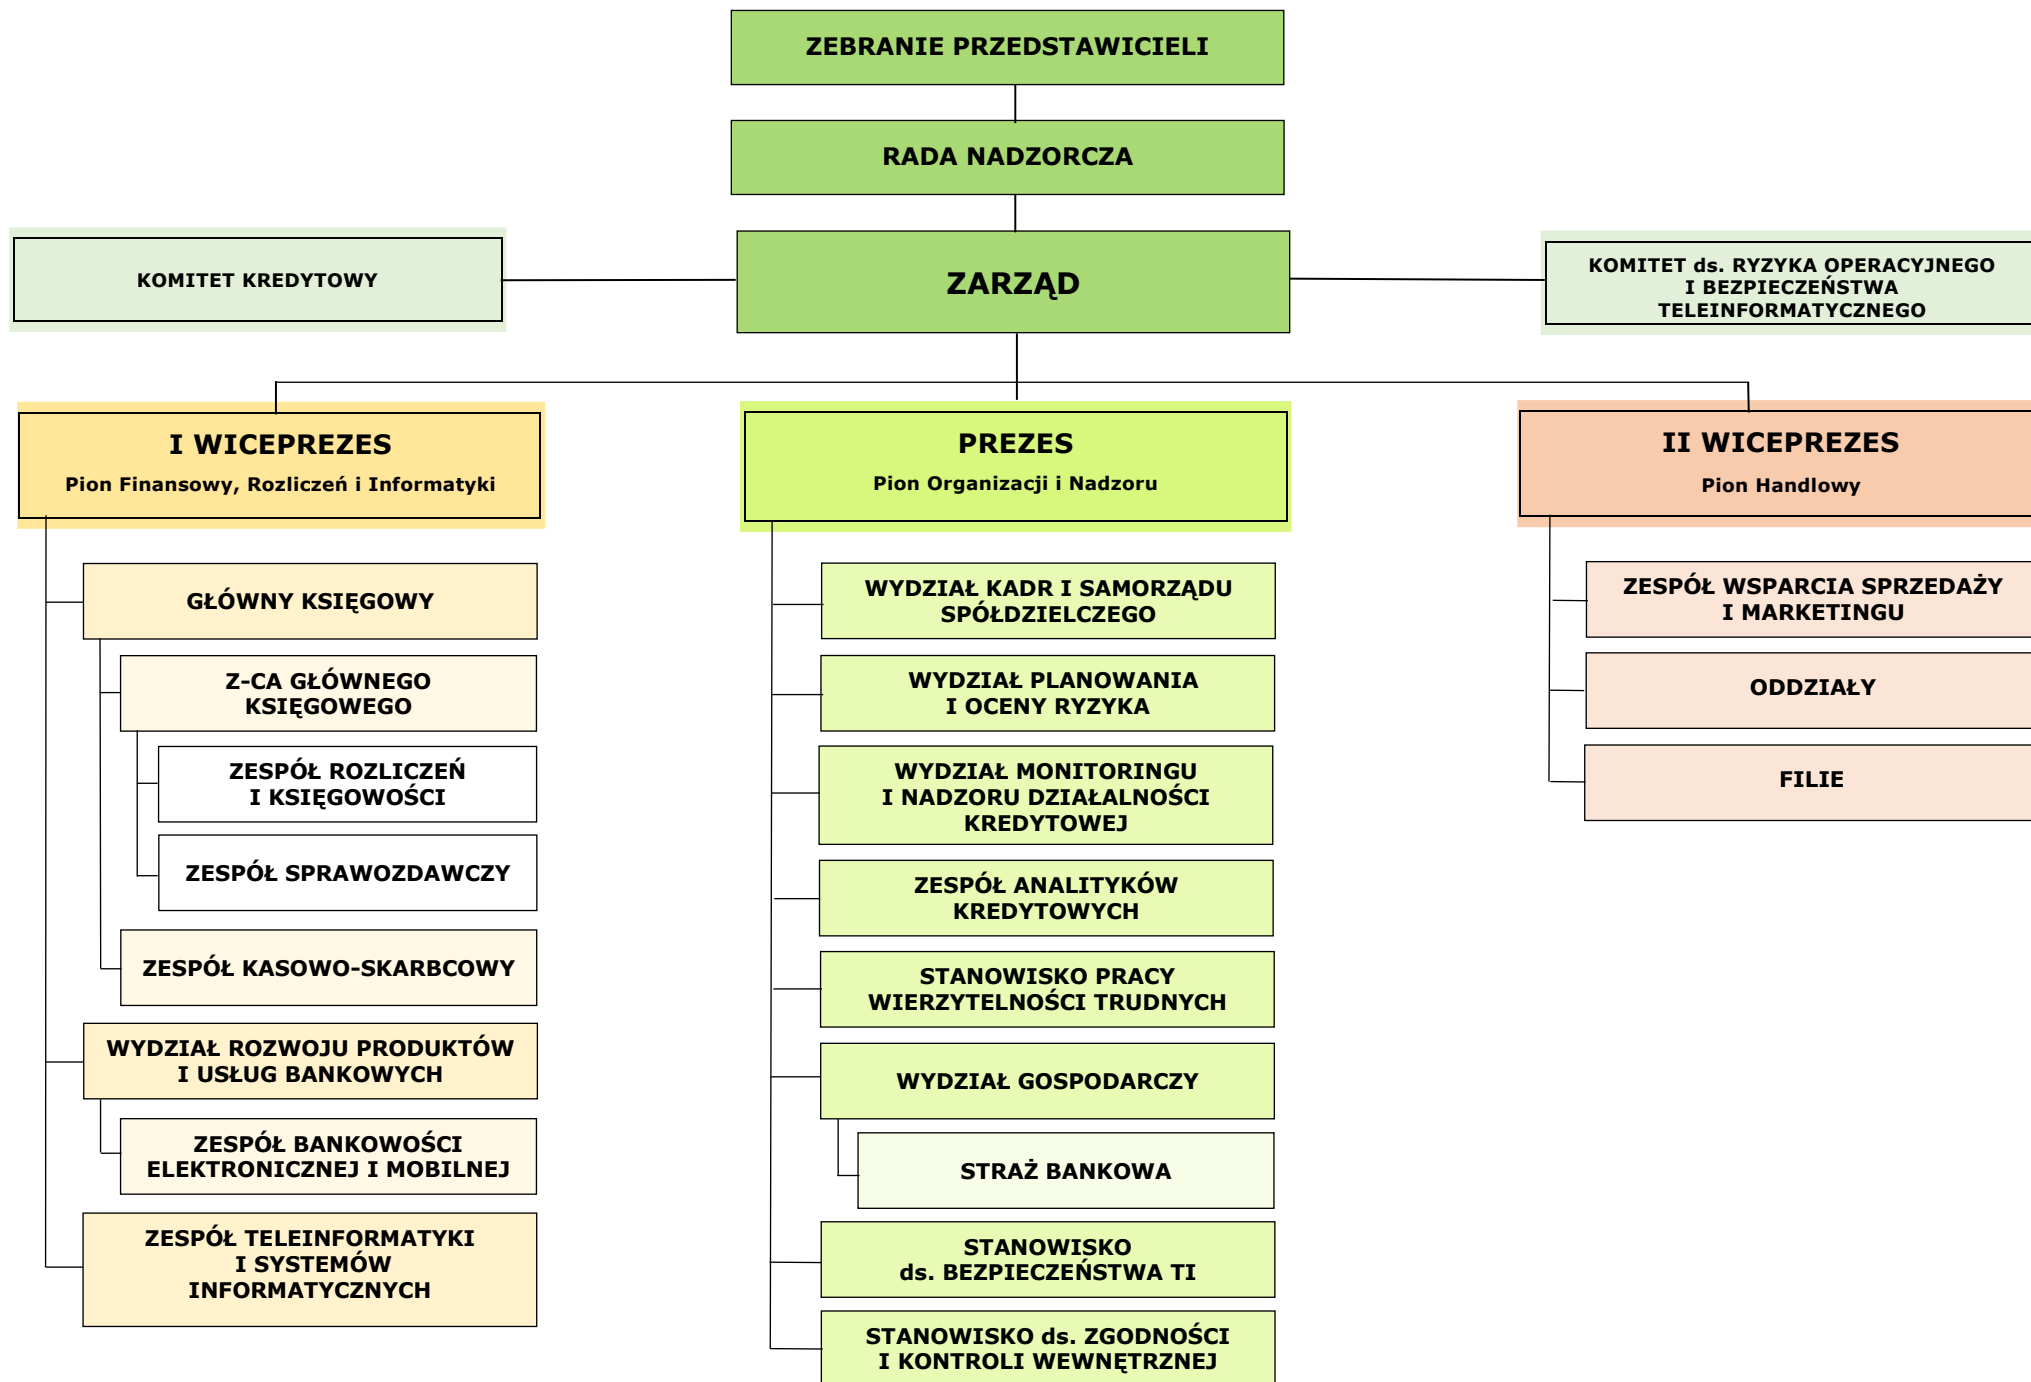 ZEBRANIE PRZEDSTAWICIELI
RADA NADZORCZA
KOMITET KREDYTOWY
ZARZĄD
KOMITET ds. RYZYKA OPERACYJNEGO
I BEZPIECZEŃSTWA
TELEINFORMATYCZNEGO
I WICEPREZES
Pion Finansowy, Rozliczeń i Informatyki
GŁÓWNY KSIĘGOWY
Z-CA GŁÓWNEGO
KSIĘGOWEGO
ZESPÓŁ ROZLICZEŃ
I KSIĘGOWOŚCI
ZESPÓŁ SPRAWOZDAWCZY
ZESPÓŁ KASOWO-SKARBCOWY
WYDZIAŁ ROZWOJU PRODUKTÓW
I USŁUG BANKOWYCH
ZESPÓŁ BANKOWOŚCI
ELEKTRONICZNEJ I MOBILNEJ
ZESPÓŁ TELEINFORMATYKI
I SYSTEMÓW
INFORMATYCZNYCH
PREZES
Pion Organizacji i Nadzoru
WYDZIAŁ KADR I SAMORZĄDU
SPÓŁDZIELCZEGO
WYDZIAŁ PLANOWANIA
I OCENY RYZYKA
WYDZIAŁ MONITORINGU
I NADZORU DZIAŁALNOŚCI
KREDYTOWEJ
ZESPÓŁ ANALITYKÓW
KREDYTOWYCH
STANOWISKO PRACY
WIERZYTELNOŚCI TRUDNYCH
WYDZIAŁ GOSPODARCZY
STRAŻ BANKOWA
STANOWISKO
ds. BEZPIECZEŃSTWA TI
STANOWISKO ds. ZGODNOŚCI
I KONTROLI WEWNĘTRZNEJ
II WICEPREZES
Pion Handlowy
ZESPÓŁ WSPARCIA SPRZEDAŻY
I MARKETINGU
ODDZIAŁY
FILIE